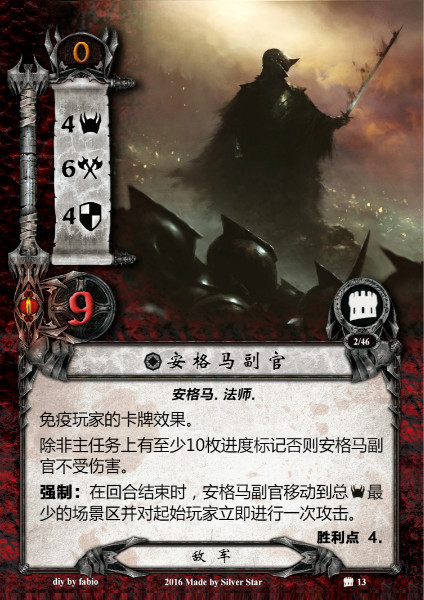 0
4
6
4
9
2/46
安格马副官
安格马. 法师.
免疫玩家的卡牌效果。
除非主任务上有至少10枚进度标记否则安格马副
官不受伤害。
强制：在回合结束时，安格马副官移动到总最
少的场景区并对起始玩家立即进行一次攻击。
胜利点 4.
敌军
diy by fabio
2016 Made by Silver Star
13